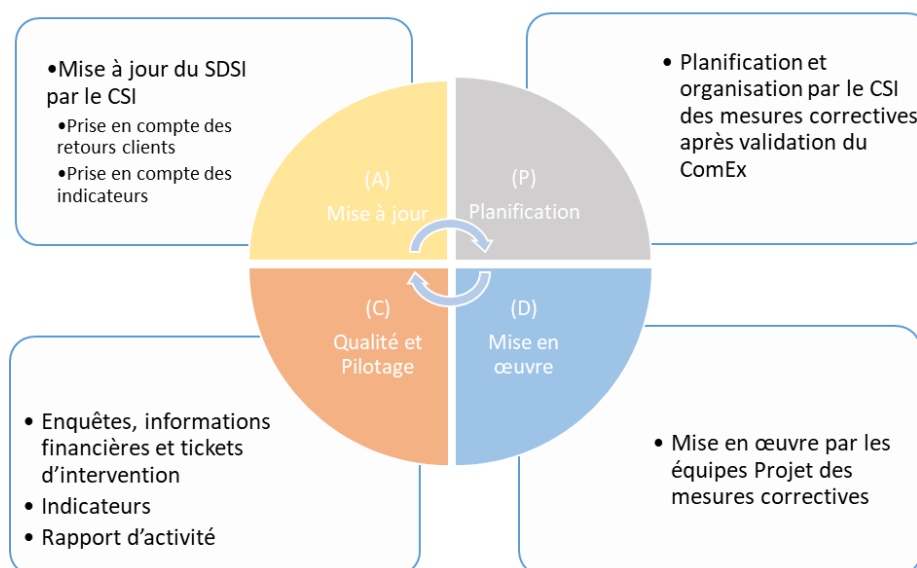 •Mise à jour du SDSI
par le CSI
•Prise en compte des
retours clients
•Prise en compte des
indicateurs
• Planification et
organisation par le CSI
des mesures correctives
après validation du
ComEx
(A)
Mise à jour
(P)
Planification
(C)
Qualité et
Pilotage
(D)
Mise en
œuvre
• Enquêtes, informations
financières et tickets
d’intervention
• Indicateurs
• Rapport d’activité
• Mise en œuvre par les
équipes Projet des
mesures correctives